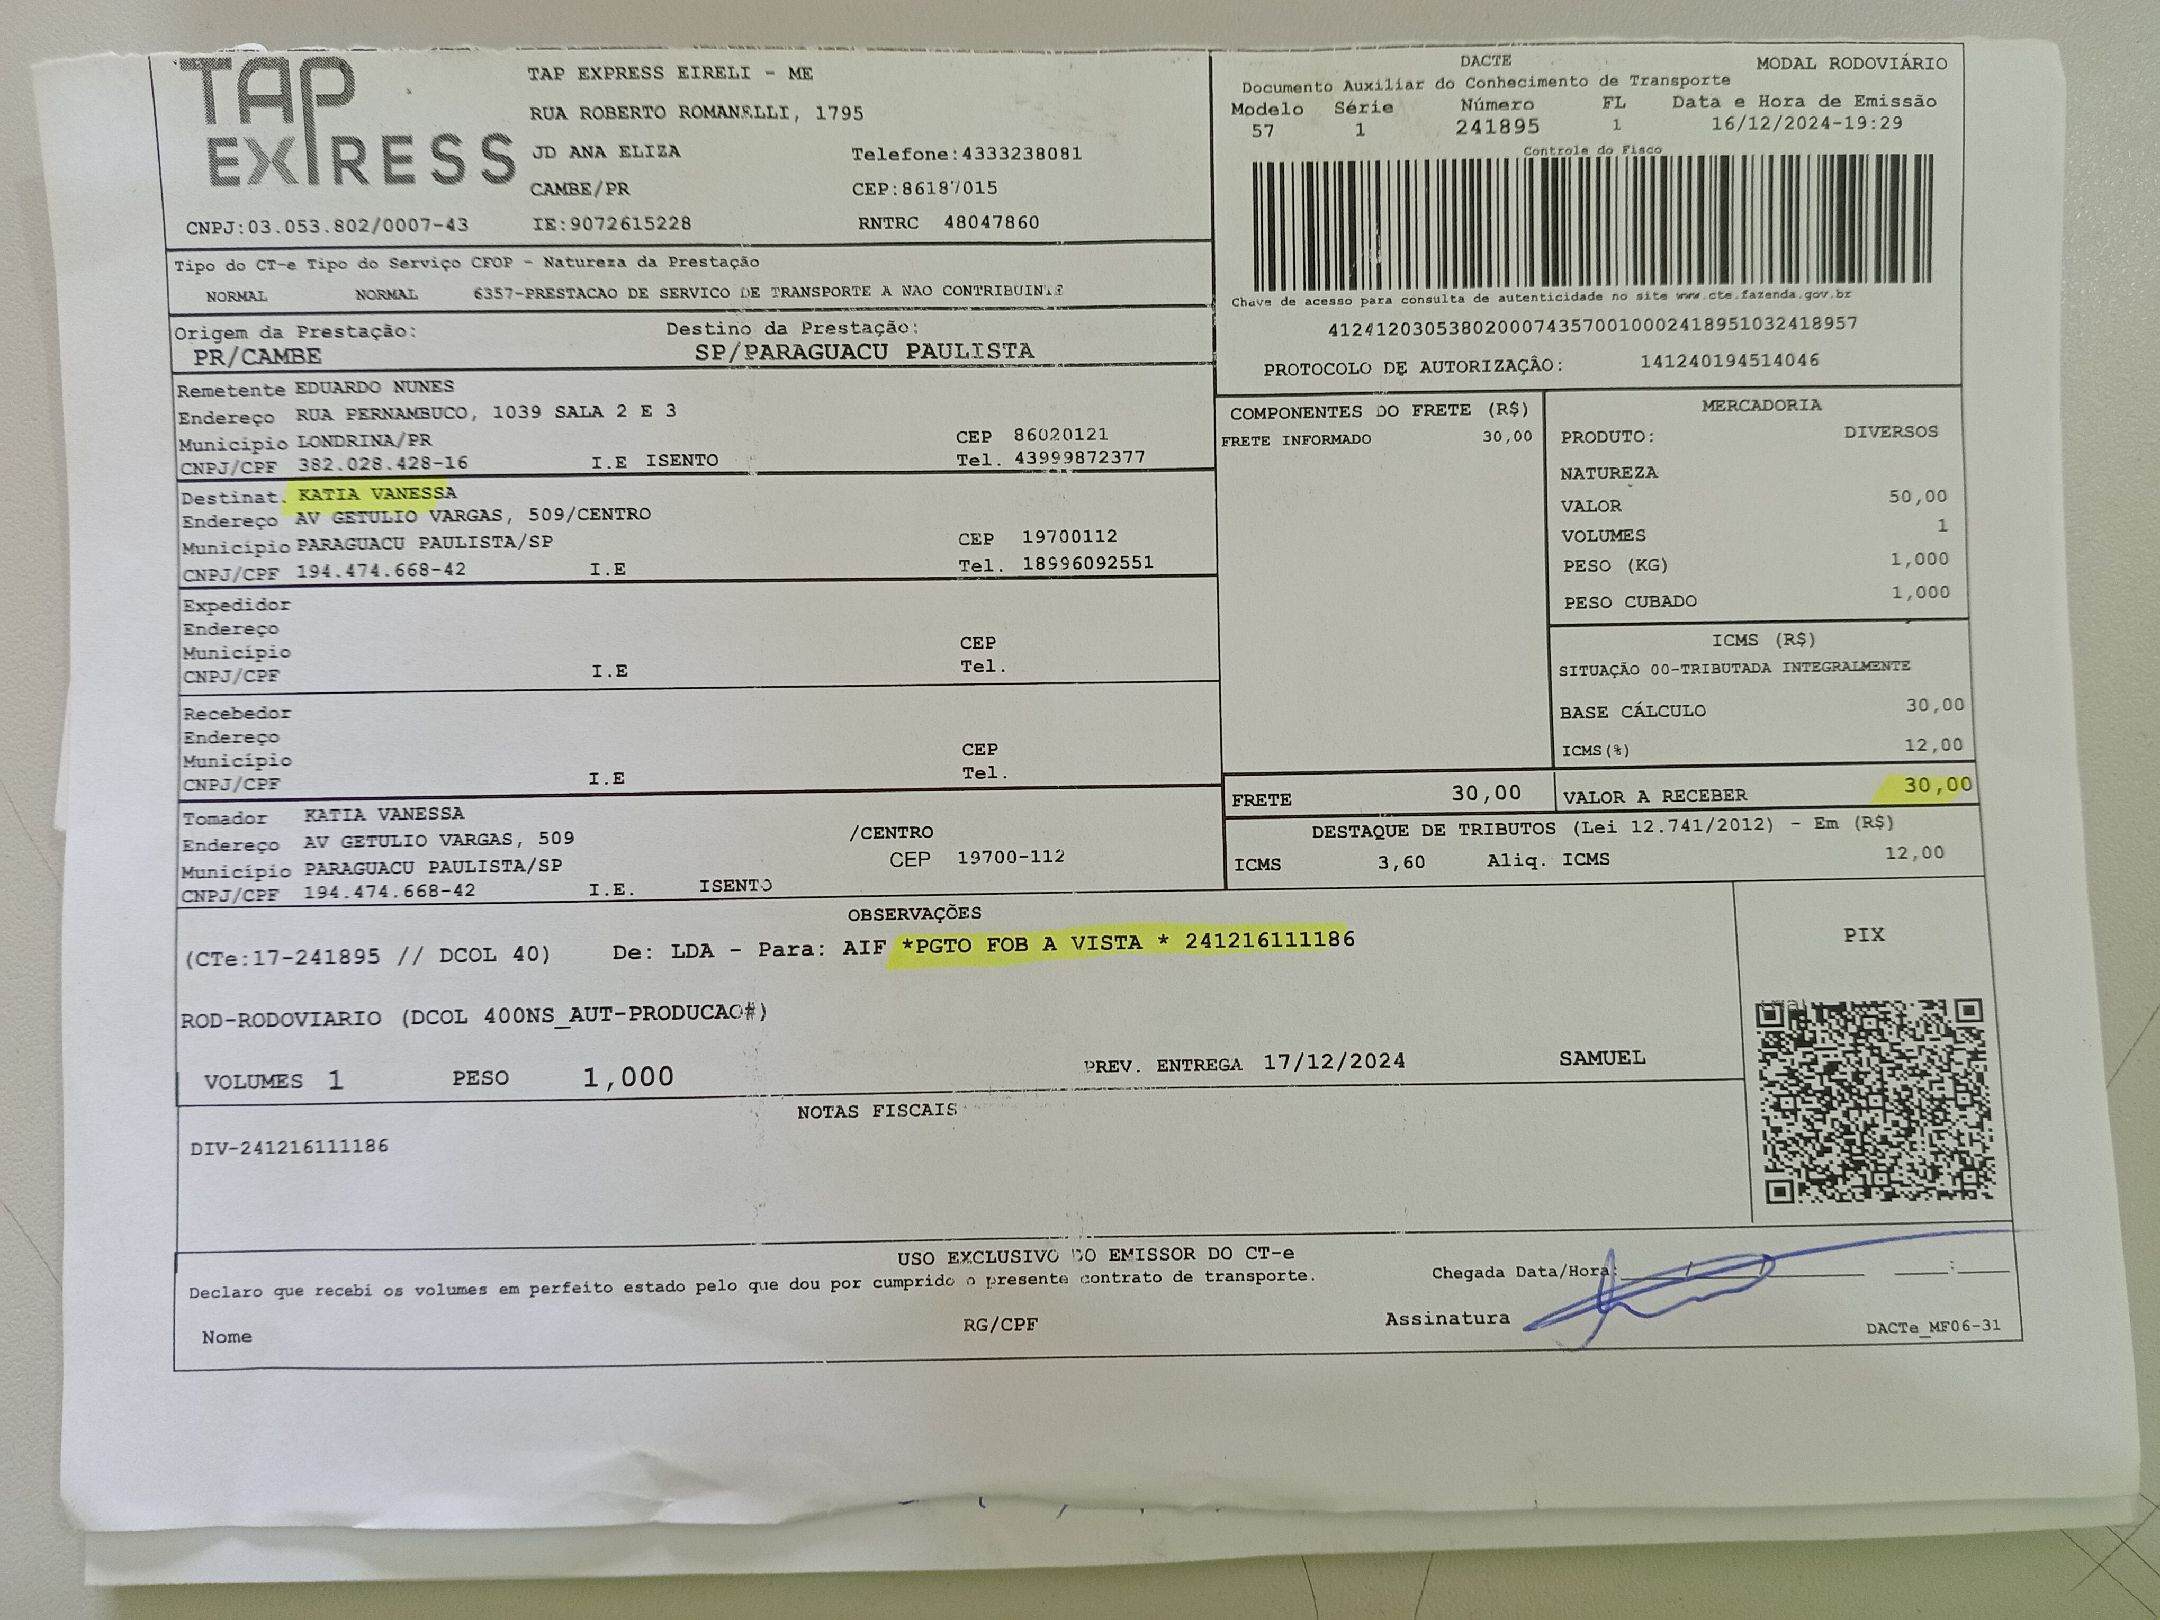 TAP EXPRESS
TAP EXPRESS EIRELI - ME
RUA ROBERTO ROMANELLI, 1795
JD ANA ELIZA Telefone:4333238081
CAMBE/PR CEP:86187015
CNPJ:03.053.802/0007-43 IE:9072615228 RNTRC 48047860
DACTE MODAL RODOVIÁRIO
Documento Auxiliar do Conhecimento de Transporte
Modelo Série Número FL Data e Hora de Emissão
57 1 241895 1 16/12/2024-19:29
Controle do Fisco
Chave de acesso para consulta de autenticidade no site www.cte.fazenda.gov.br
41241203053802000743570010002418951032418957
PROTOCOLO DE AUTORIZAÇÃO: 141240194514046
Tipo do CT-e Tipo do Serviço CFOP - Natureza da Prestação
NORMAL NORMAL 6357-PRESTACAO DE SERVICO DE TRANSPORTE A NAO CONTRIBUINTE
Origem da Prestação: Destino da Prestação:
PR/CAMBE SP/PARAGUACU PAULISTA
Remetente EDUARDO NUNES
Endereço RUA PERNAMBUCO, 1039 SALA 2 E 3
Município LONDRINA/PR CEP 86020121
CNPJ/CPF 382.028.428-16 I.E ISENTO Tel. 43999872377
Destinat. KATIA VANESSA
Endereço AV GETULIO VARGAS, 509/CENTRO
Município PARAGUACU PAULISTA/SP CEP 19700112
CNPJ/CPF 194.474.668-42 I.E Tel. 18996092551
Expedidor
Endereço
Município CEP
CNPJ/CPF I.E Tel.
Recebedor
Endereço
Município CEP
CNPJ/CPF I.E Tel.
Tomador KATIA VANESSA
Endereço AV GETULIO VARGAS, 509 /CENTRO
Município PARAGUACU PAULISTA/SP CEP 19700-112
CNPJ/CPF 194.474.668-42 I.E. ISENTO
COMPONENTES DO FRETE (R$)
FRETE INFORMADO 30,00
MERCADORIA
PRODUTO: DIVERSOS
NATUREZA
VALOR 50,00
VOLUMES 1
PESO (KG) 1,000
PESO CUBADO 1,000
ICMS (R$)
SITUAÇÃO 00-TRIBUTADA INTEGRALMENTE
BASE CÁLCULO 30,00
ICMS(%) 12,00
FRETE 30,00 VALOR A RECEBER 30,00
DESTAQUE DE TRIBUTOS (Lei 12.741/2012) - Em (R$)
ICMS 3,60 Aliq. ICMS 12,00
OBSERVAÇÕES
(CTe:17-241895 // DCOL 40) De: LDA - Para: AIF *PGTO FOB A VISTA * 241216111186
ROD-RODOVIARIO (DCOL 400NS_AUT-PRODUCAO#)
VOLUMES 1 PESO 1,000 PREV. ENTREGA 17/12/2024 SAMUEL
PIX
NOTAS FISCAIS
DIV-241216111186
USO EXCLUSIVO DO EMISSOR DO CT-e
Declaro que recebi os volumes em perfeito estado pelo que dou por cumprido o presente contrato de transporte.
Chegada Data/Hora: / / :
Nome RG/CPF Assinatura
DACTe_MF06-31